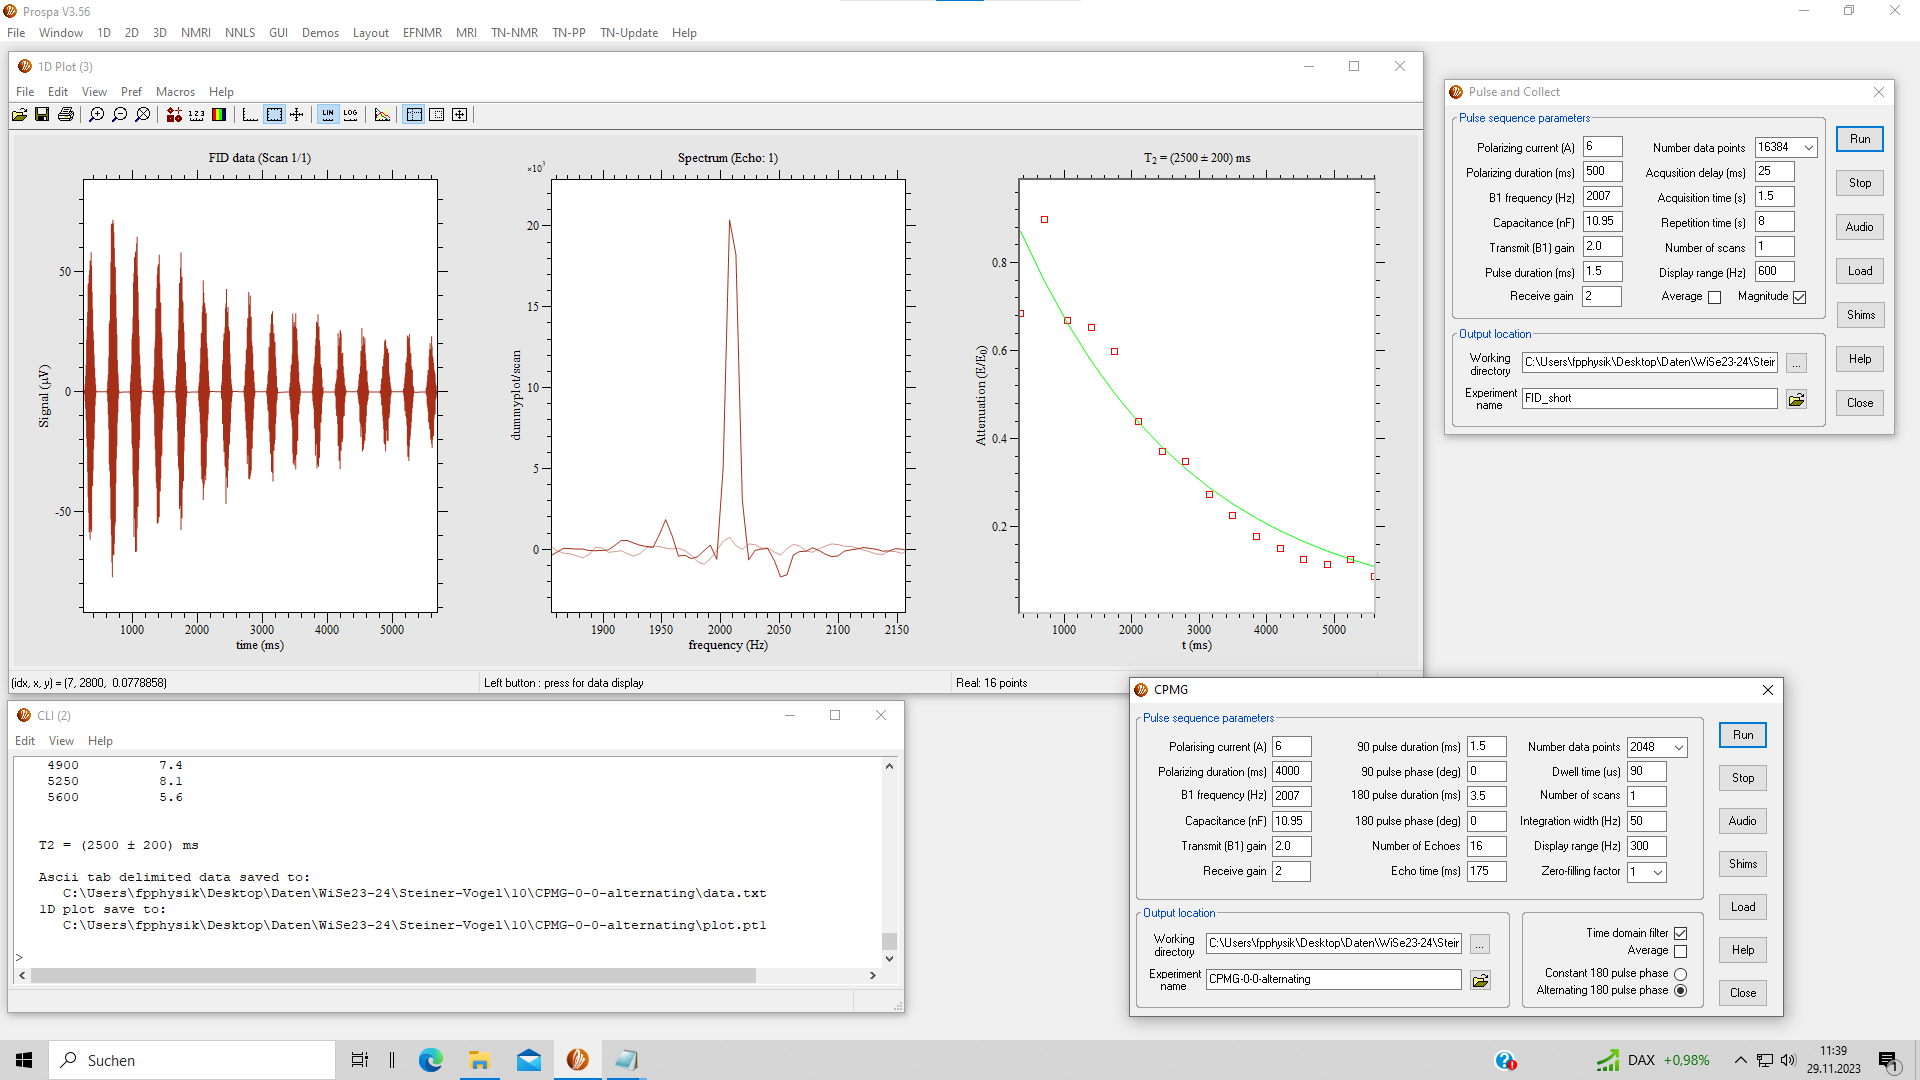 Prospa V3.56
File Window 1D 2D 3D NMRI NNLS GUI Demos Layout EFNMR MRI TN-NMR TN-PP TN-Update Help
1D Plot (3)
File Edit View Pref Macros Help
1 2 3
LIN LOG
FID data (Scan 1/1)
50
0
-50
Signal (µV)
1000 2000 3000 4000 5000
time (ms)
Spectrum (Echo: 1)
×10³
20
15
10
5
0
dummyplot/scan
1900 1950 2000 2050 2100 2150
frequency (Hz)
T₂ = (2500 ± 200) ms
0.8
0.6
0.4
0.2
Attenuation (E/E₀)
1000 2000 3000 4000 5000
t (ms)
(idx, x, y) = (7, 2800, 0.0778858)
Left button : press for data display
Real: 16 points
Pulse and Collect
Pulse sequence parameters
Polarizing current (A) 6 Number data points 16384
Polarizing duration (ms) 500 Acqusition delay (ms) 25
B1 frequency (Hz) 2007 Acquisition time (s) 1.5
Capacitance (nF) 10.95 Repetition time (s) 8
Transmit (B1) gain 2.0 Number of scans 1
Pulse duration (ms) 1.5 Display range (Hz) 600
Receive gain 2 Average Magnitude
Output location
Working directory C:\Users\fpphysik\Desktop\Daten\WiSe23-24\Steir ...
Experiment name FID_short
Run
Stop
Audio
Load
Shims
Help
Close
CLI (2)
Edit View Help
4900 7.4
5250 8.1
5600 5.6
T2 = (2500 ± 200) ms
Ascii tab delimited data saved to:
C:\Users\fpphysik\Desktop\Daten\WiSe23-24\Steiner-Vogel\10\CPMG-0-0-alternating\data.txt
1D plot save to:
C:\Users\fpphysik\Desktop\Daten\WiSe23-24\Steiner-Vogel\10\CPMG-0-0-alternating\plot.pt1
>
CPMG
Pulse sequence parameters
Polarising current (A) 6 90 pulse duration (ms) 1.5 Number data points 2048
Polarizing duration (ms) 4000 90 pulse phase (deg) 0 Dwell time (us) 90
B1 frequency (Hz) 2007 180 pulse duration (ms) 3.5 Number of scans 1
Capacitance (nF) 10.95 180 pulse phase (deg) 0 Integration width (Hz) 50
Transmit (B1) gain 2.0 Number of Echoes 16 Display range (Hz) 300
Receive gain 2 Echo time (ms) 175 Zero-filling factor 1
Output location
Working directory C:\Users\fpphysik\Desktop\Daten\WiSe23-24\Steir ...
Experiment name CPMG-0-0-alternating
Time domain filter
Average
Constant 180 pulse phase
Alternating 180 pulse phase
Run
Stop
Audio
Shims
Load
Help
Close
Suchen
DAX +0,98%
11:39
29.11.2023
1